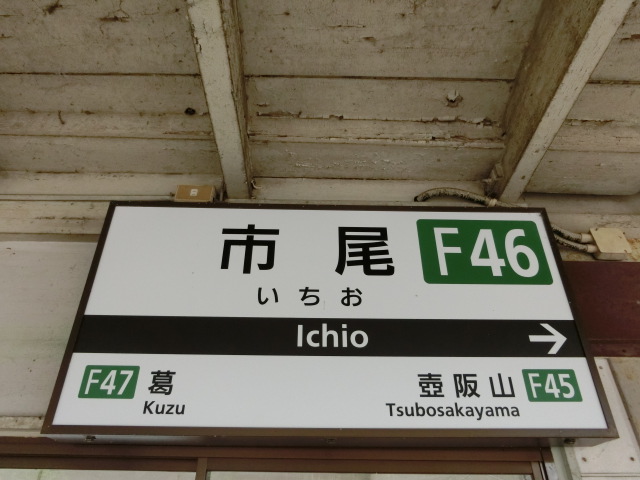 市尾 F46
いちお
Ichio →
F47 葛 壺阪山 F45
Kuzu Tsubosakayama